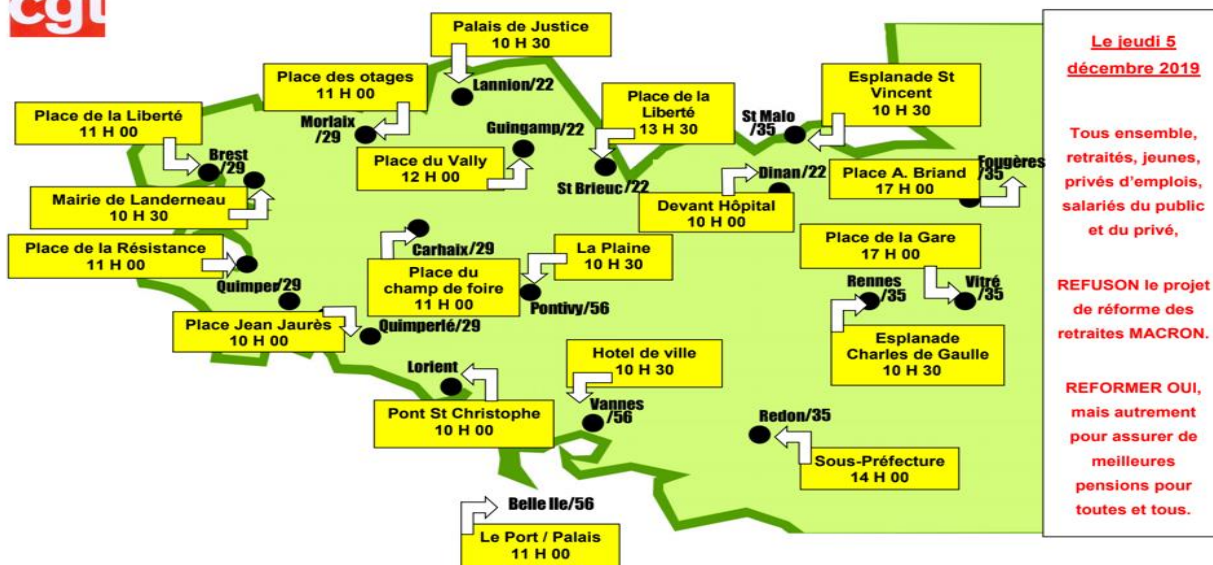 cgt
Palais de Justice
10 H 30
Lannion/22
Place des otages
11 H 00
Morlaix
/29
Place de la Liberté
11 H 00
Brest
/29
Mairie de Landerneau
10 H 30
Guingamp/22
Place du Vally
12 H 00
Place de la
Liberté
13 H 30
St Brieuc/22
Esplanade St
Vincent
10 H 30
St Malo
/35
Dinan/22
Devant Hôpital
10 H 00
Place A. Briand
17 H 00
Fougères
/35
Place de la Résistance
11 H 00
Quimper/29
Carhaix/29
Place du
champ de foire
11 H 00
La Plaine
10 H 30
Pontivy/56
Place de la Gare
17 H 00
Rennes
/35
Vitré
/35
Esplanade
Charles de Gaulle
10 H 30
Place Jean Jaurès
10 H 00
Quimperlé/29
Lorient
Pont St Christophe
10 H 00
Hotel de ville
10 H 30
Vannes
/56
Redon/35
Sous-Préfecture
14 H 00
Belle Ile/56
Le Port / Palais
11 H 00
Le jeudi 5
décembre 2019
Tous ensemble,
retraités, jeunes,
privés d’emplois,
salariés du public
et du privé,
REFUSON le projet
de réforme des
retraites MACRON.
REFORMER OUI,
mais autrement
pour assurer de
meilleures
pensions pour
toutes et tous.